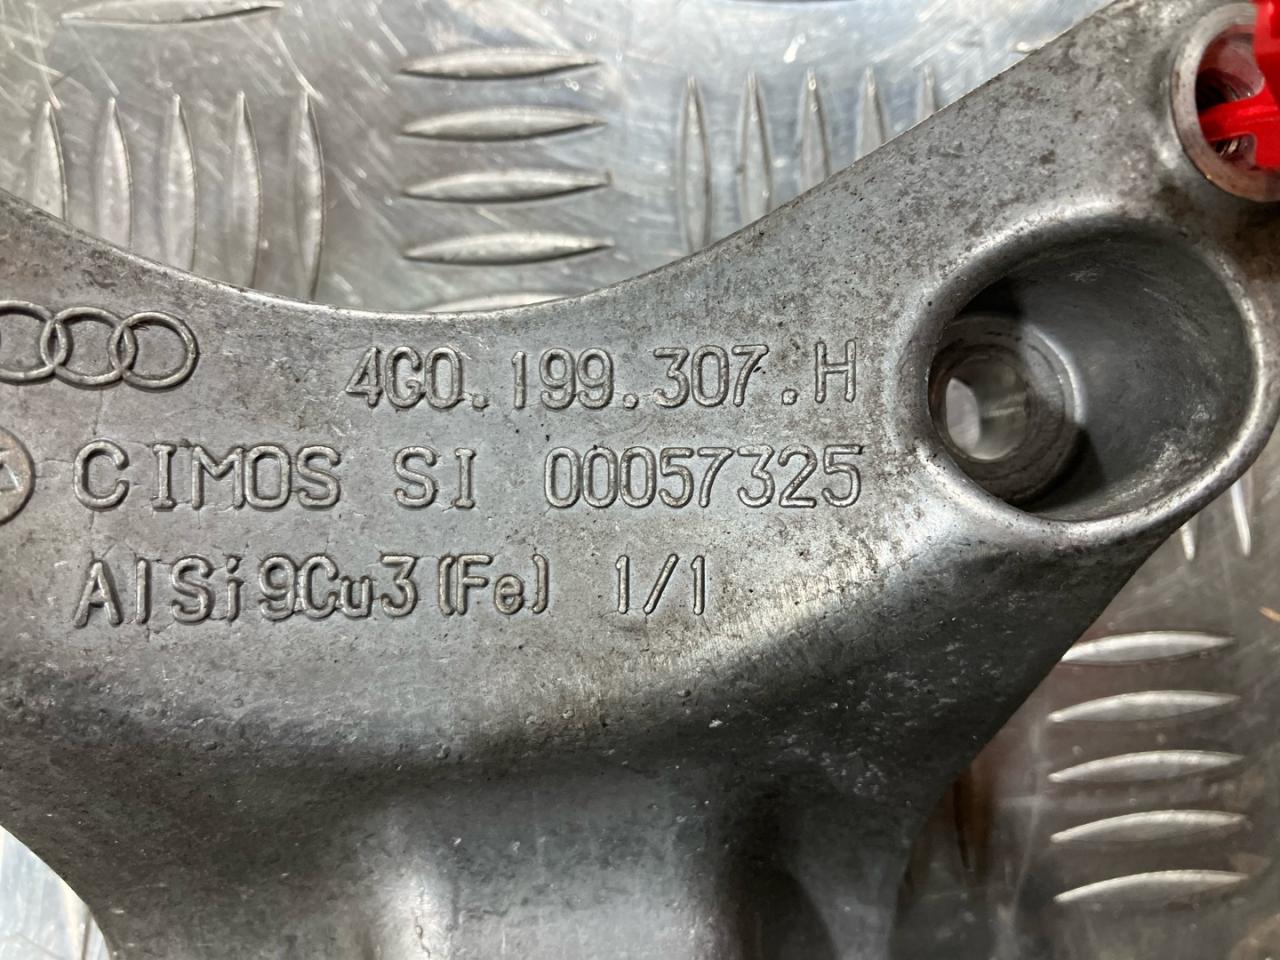 4G0.199.307.H
CIMOS SI 00057325
AlSi9Cu3(Fe) 1/1